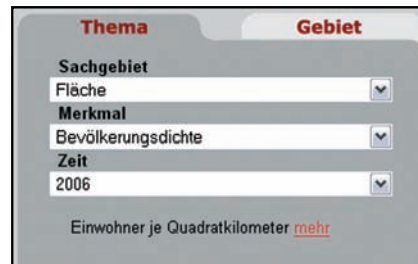 Thema Gebiet
Sachgebiet
Fläche
Merkmal
Bevölkerungsdichte
Zeit
2006
Einwohner je Quadratkilometer mehr